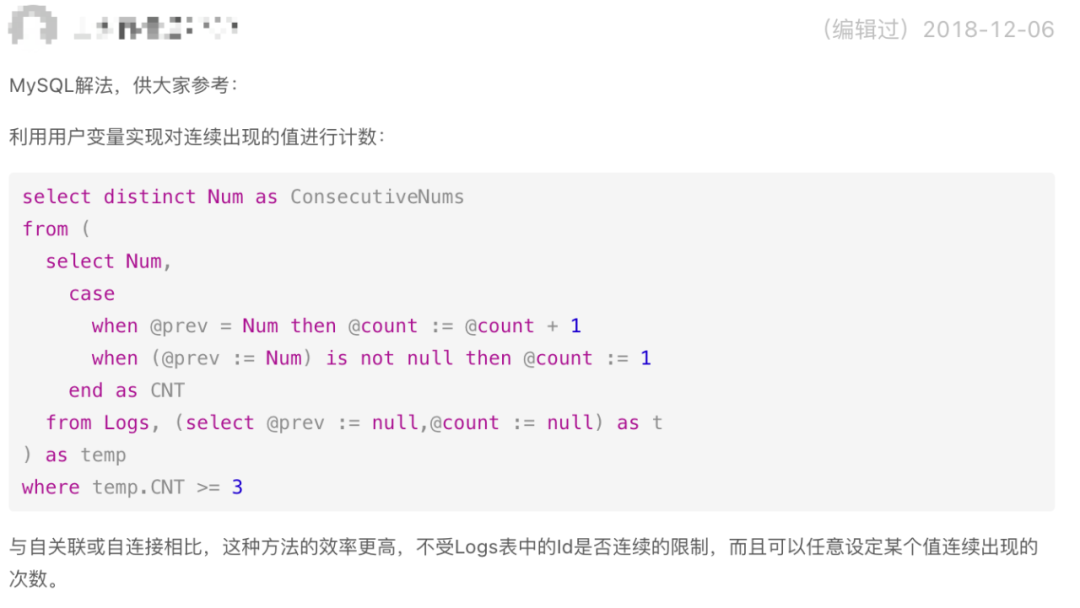 （编辑过）2018-12-06
MySQL解法，供大家参考：
利用用户变量实现对连续出现的值进行计数：
select distinct Num as ConsecutiveNums
from (
  select Num,
    case
      when @prev = Num then @count := @count + 1
      when (@prev := Num) is not null then @count := 1
    end as CNT
  from Logs, (select @prev := null,@count := null) as t
) as temp
where temp.CNT >= 3
与自关联或自连接相比，这种方法的效率更高，不受Logs表中的Id是否连续的限制，而且可以任意设定某个值连续出现的
次数。